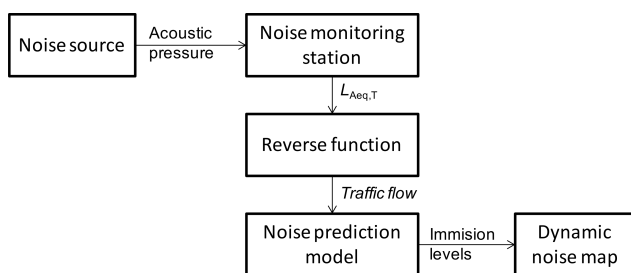 Noise source
Acoustic
pressure
Noise monitoring
station
L_Aeq,T
Reverse function
Traffic flow
Noise prediction
model
Immision
levels
Dynamic
noise map